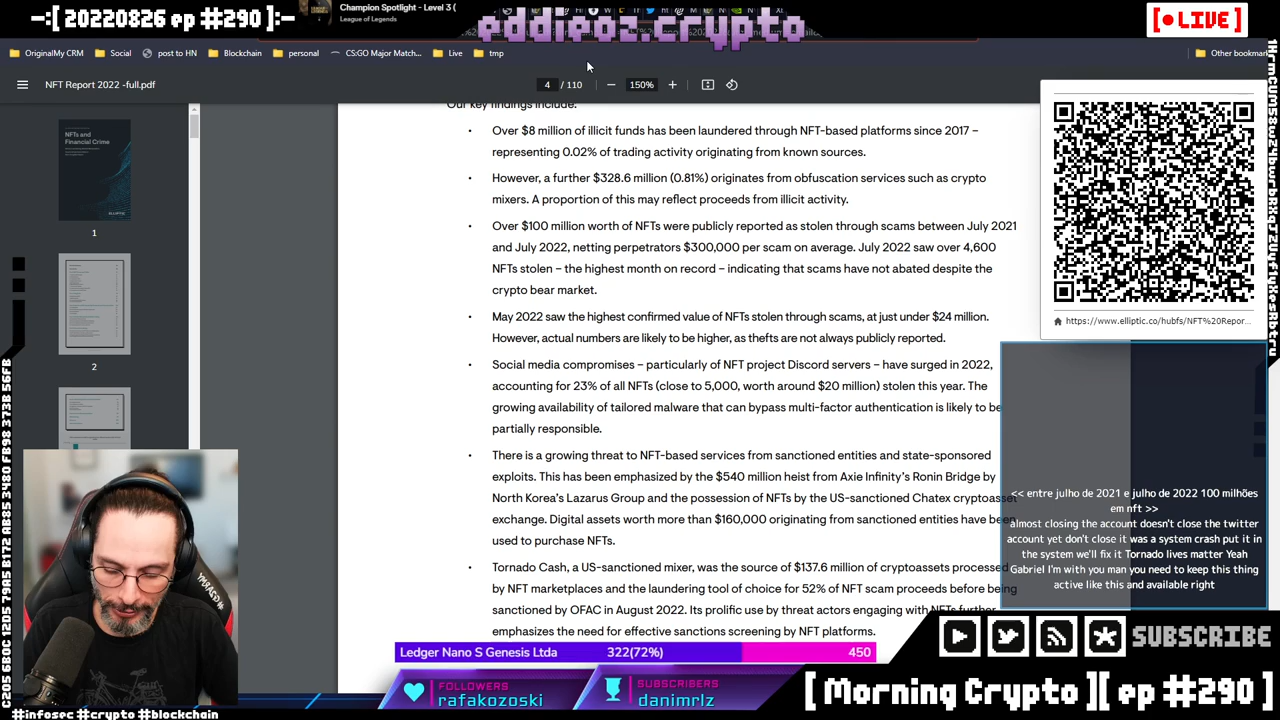 -:[ 20220826 ep #290 ]:-
Champion Spotlight - Level 3 (
League of Legends
eddieoz.crypto
[ ● LIVE ]
OriginalMy CRM
Social
post to HN
Blockchain
personal
CS:GO Major Match...
Live
tmp
Other bookmar
NFT Report 2022 -full.pdf
4 / 110
150%
NFTs and
Financial Crime
ELLIPTIC
1
2
Our key findings include:
• Over $8 million of illicit funds has been laundered through NFT-based platforms since 2017 –
representing 0.02% of trading activity originating from known sources.
• However, a further $328.6 million (0.81%) originates from obfuscation services such as crypto
mixers. A proportion of this may reflect proceeds from illicit activity.
• Over $100 million worth of NFTs were publicly reported as stolen through scams between July 2021
and July 2022, netting perpetrators $300,000 per scam on average. July 2022 saw over 4,600
NFTs stolen – the highest month on record – indicating that scams have not abated despite the
crypto bear market.
• May 2022 saw the highest confirmed value of NFTs stolen through scams, at just under $24 million.
However, actual numbers are likely to be higher, as thefts are not always publicly reported.
• Social media compromises – particularly of NFT project Discord servers – have surged in 2022,
accounting for 23% of all NFTs (close to 5,000, worth around $20 million) stolen this year. The
growing availability of tailored malware that can bypass multi-factor authentication is likely to be
partially responsible.
• There is a growing threat to NFT-based services from sanctioned entities and state-sponsored
exploits. This has been emphasized by the $540 million heist from Axie Infinity’s Ronin Bridge by
North Korea’s Lazarus Group and the possession of NFTs by the US-sanctioned Chatex cryptoasset
exchange. Digital assets worth more than $160,000 originating from sanctioned entities have been
used to purchase NFTs.
• Tornado Cash, a US-sanctioned mixer, was the source of $137.6 million of cryptoassets processed
by NFT marketplaces and the laundering tool of choice for 52% of NFT scam proceeds before being
sanctioned by OFAC in August 2022. Its prolific use by threat actors engaging with NFTs further
emphasizes the need for effective sanctions screening by NFT platforms.
https://www.elliptic.co/hubfs/NFT%20Repor...
<< entre julho de 2021 e julho de 2022 100 milhões
em nft >>
almost closing the account doesn't close the twitter
account yet don't close it was a system crash put it in
the system we'll fix it Tornado lives matter Yeah
Gabriel I'm with you man you need to keep this thing
active like this and available right
SUBSCRIBE
Ledger Nano S Genesis Ltda 322(72%) 450
FOLLOWERS
rafakozoski
SUBSCRIBERS
danimrlz
[ Morning Crypto ][ ep #290 ]
infosec #crypto #blockchain